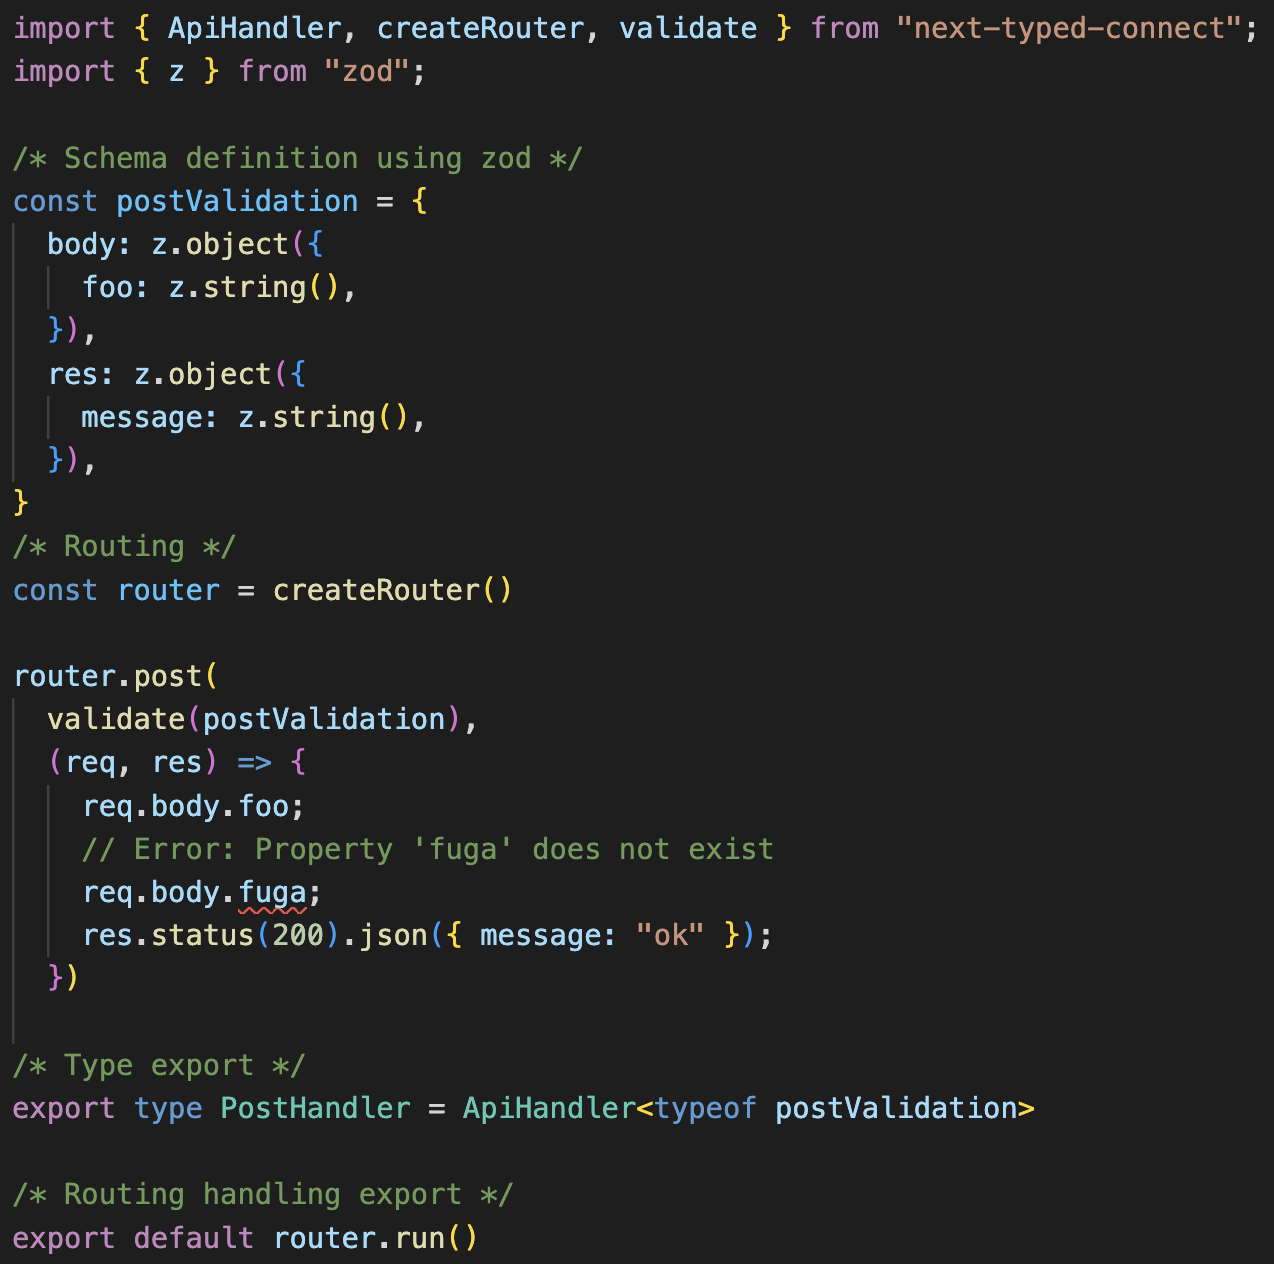 import { ApiHandler, createRouter, validate } from "next-typed-connect";
import { z } from "zod";

/* Schema definition using zod */
const postValidation = {
  body: z.object({
    foo: z.string(),
  }),
  res: z.object({
    message: z.string(),
  }),
}
/* Routing */
const router = createRouter()

router.post(
  validate(postValidation),
  (req, res) => {
    req.body.foo;
    // Error: Property 'fuga' does not exist
    req.body.fuga;
    res.status(200).json({ message: "ok" });
  })

/* Type export */
export type PostHandler = ApiHandler<typeof postValidation>

/* Routing handling export */
export default router.run()